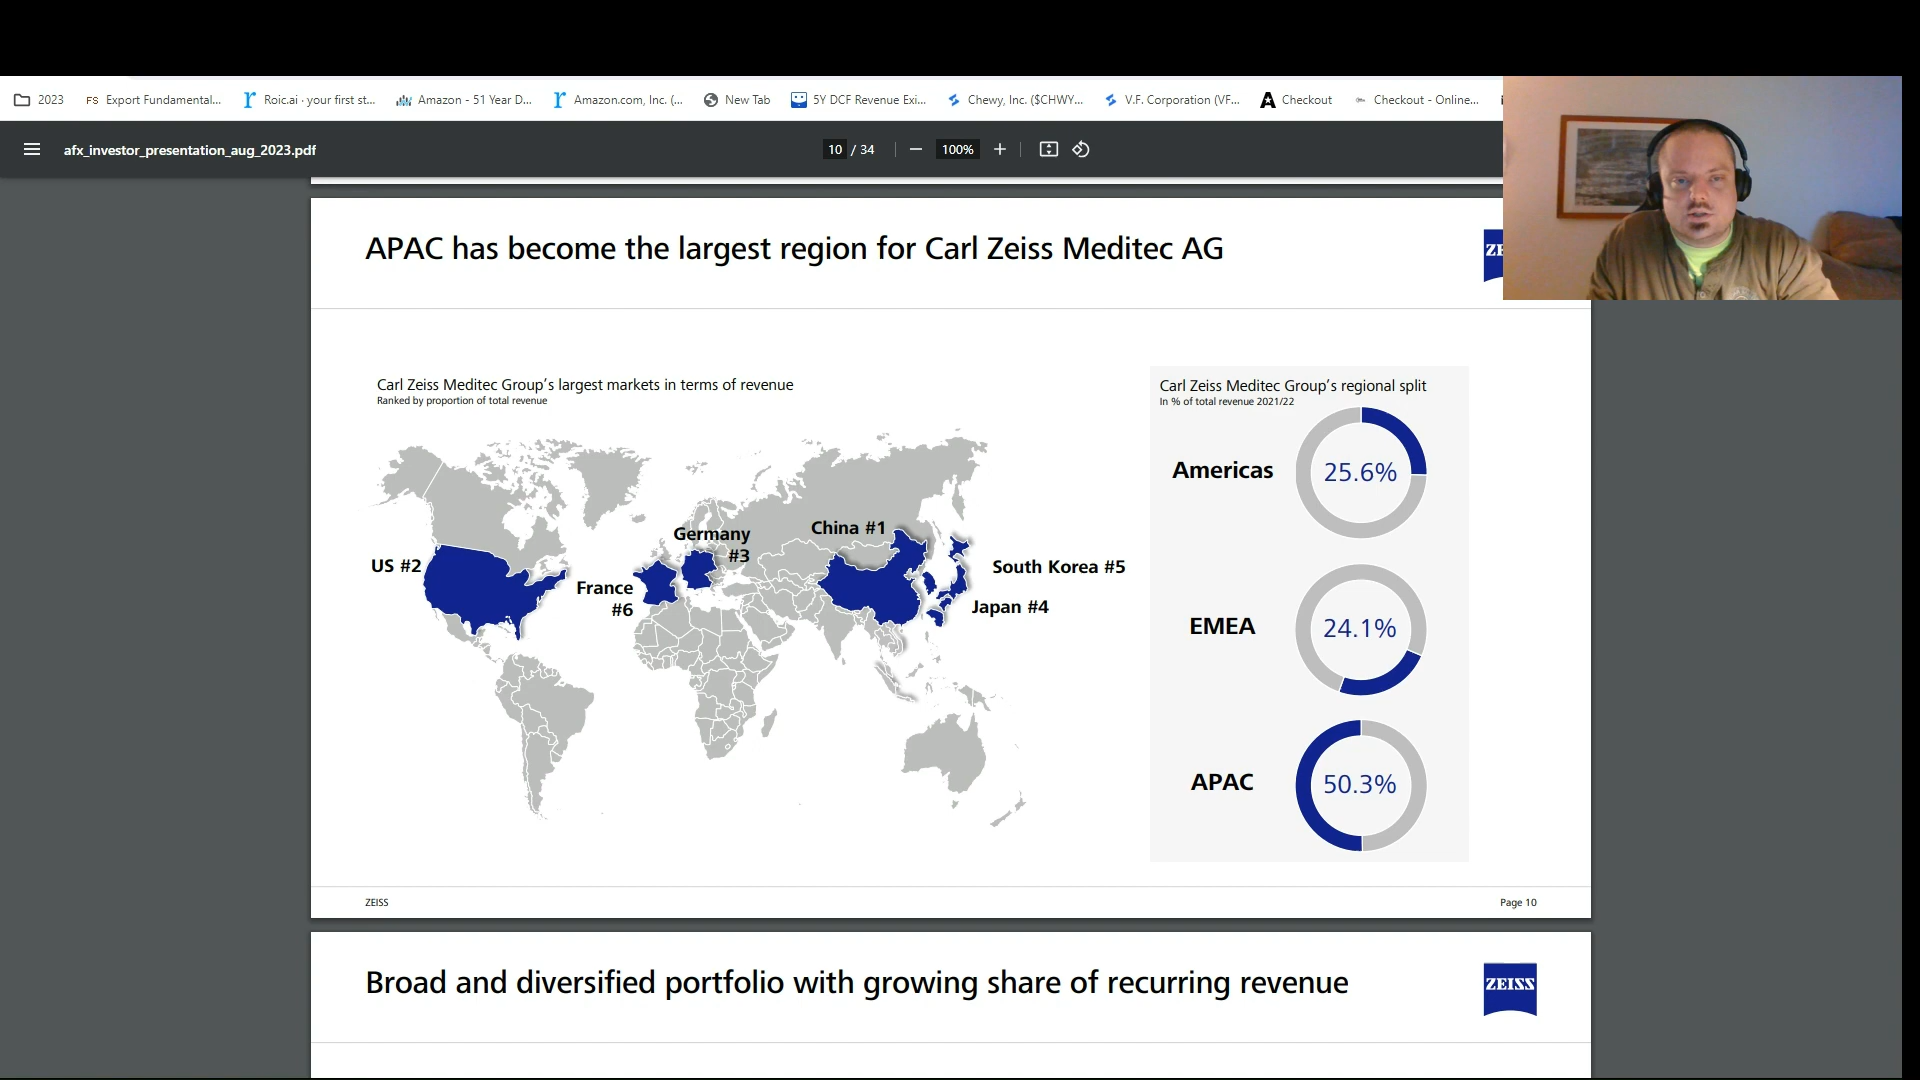 2023
FS Export Fundamental...
Roic.ai · your first st...
Amazon - 51 Year D...
Amazon.com, Inc. (...
New Tab
5Y DCF Revenue Exi...
Chewy, Inc. ($CHWY...
V.F. Corporation (VF...
Checkout
Checkout - Online...
afx_investor_presentation_aug_2023.pdf
10 / 34
100%
APAC has become the largest region for Carl Zeiss Meditec AG
Carl Zeiss Meditec Group's largest markets in terms of revenue
Ranked by proportion of total revenue
US #2
France
#6
Germany
#3
China #1
South Korea #5
Japan #4
Carl Zeiss Meditec Group's regional split
In % of total revenue 2021/22
Americas
25.6%
EMEA
24.1%
APAC
50.3%
ZEISS
Page 10
Broad and diversified portfolio with growing share of recurring revenue
ZEISS